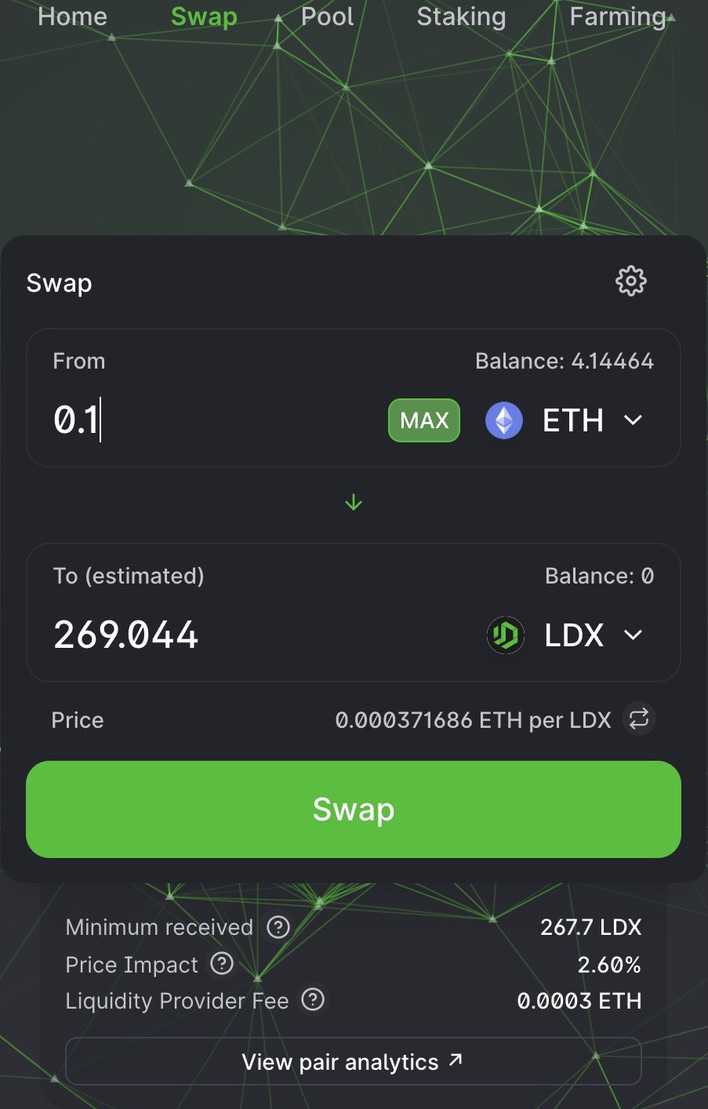 Home Swap Pool Staking Farming
Swap
From Balance: 4.14464
0.1 MAX ETH
To (estimated) Balance: 0
269.044 LDX
Price 0.000371686 ETH per LDX
Swap
Minimum received ? 267.7 LDX
Price Impact ? 2.60%
Liquidity Provider Fee ? 0.0003 ETH
View pair analytics ↗